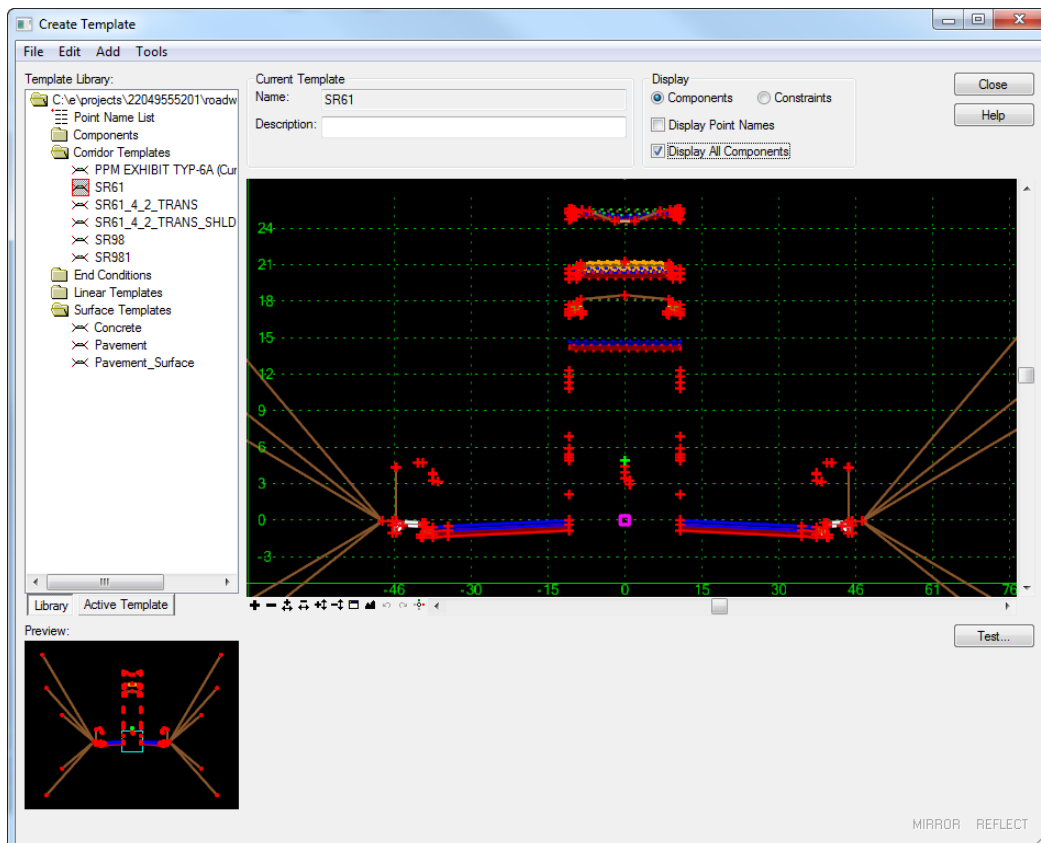 Create Template
File Edit Add Tools
Template Library:
C:\e\projects\22049555201\roadw
Point Name List
Components
Corridor Templates
PPM EXHIBIT TYP-6A (Cur
SR61
SR61_4_2_TRANS
SR61_4_2_TRANS_SHLD
SR98
SR981
End Conditions
Linear Templates
Surface Templates
Concrete
Pavement
Pavement_Surface
Library Active Template
Current Template
Name: SR61
Description:
Display
Components Constraints
Display Point Names
Display All Components
Close
Help
24
21
18
15
12
9
6
3
0
-3
-46 -30 -15 0 15 30 46 61 76
Preview:
Test...
MIRROR REFLECT